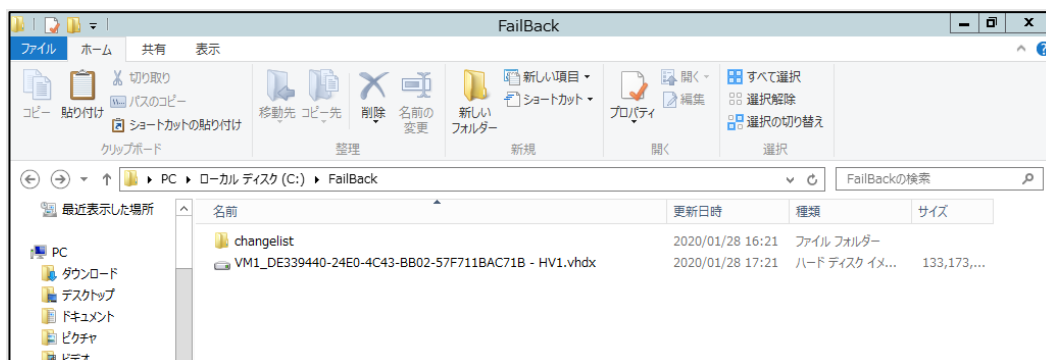 FailBack
ファイル ホーム 共有 表示
コピー 貼り付け 切り取り パスのコピー ショートカットの貼り付け
移動先 コピー先 削除 名前の変更
新しいフォルダー 新しい項目 ショートカット
プロパティ 開く 編集
すべて選択 選択解除 選択の切り替え
クリップボード 整理 新規 開く 選択
PC ローカル ディスク (C:) FailBack FailBackの検索
最近表示した場所 名前 更新日時 種類 サイズ
changelist 2020/01/28 16:21 ファイル フォルダー
PC VM1_DE339440-24E0-4C43-BB02-57F711BAC71B - HV1.vhdx 2020/01/28 17:21 ハード ディスク イメ... 133,173,...
ダウンロード
デスクトップ
ドキュメント
ピクチャ
ビデオ